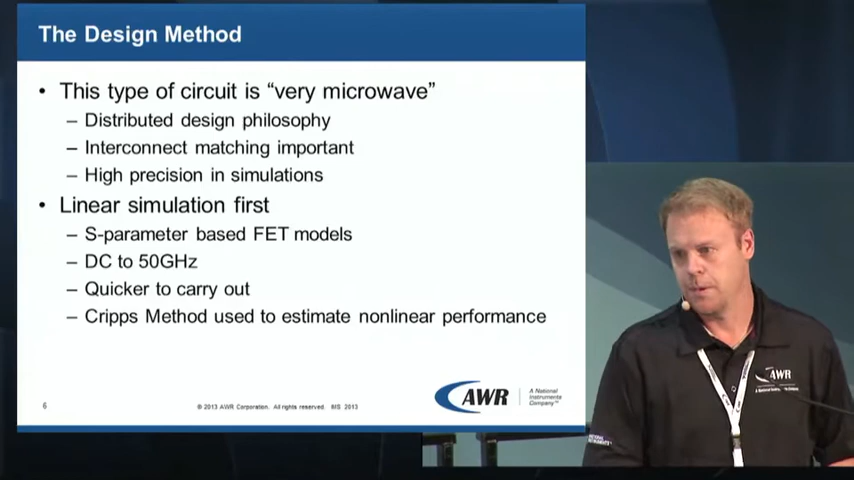 The Design Method
• This type of circuit is “very microwave”
– Distributed design philosophy
– Interconnect matching important
– High precision in simulations
• Linear simulation first
– S-parameter based FET models
– DC to 50GHz
– Quicker to carry out
– Cripps Method used to estimate nonlinear performance
6
© 2013 AWR Corporation. All rights reserved. IMS 2013
AWR
A National
Instruments
Company™
AWR